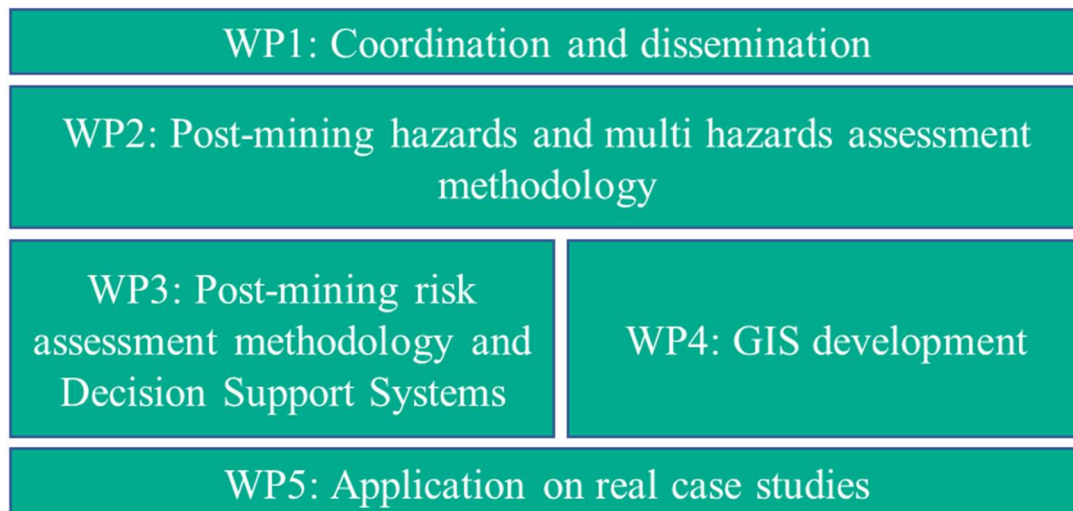 WP1: Coordination and dissemination
WP2: Post-mining hazards and multi hazards assessment
methodology
WP3: Post-mining risk
assessment methodology and
Decision Support Systems
WP4: GIS development
WP5: Application on real case studies